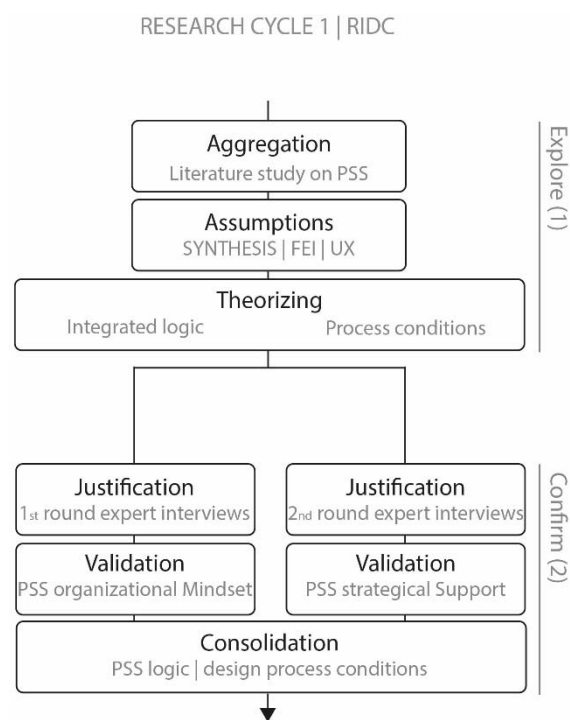 RESEARCH CYCLE 1 | RIDC
Aggregation
Literature study on PSS
Assumptions
SYNTHESIS | FEI | UX
Theorizing
Integrated logic
Process conditions
Explore (1)
Justification
1st round expert interviews
Validation
PSS organizational Mindset
Justification
2nd round expert interviews
Validation
PSS strategical Support
Consolidation
PSS logic | design process conditions
Confirm (2)